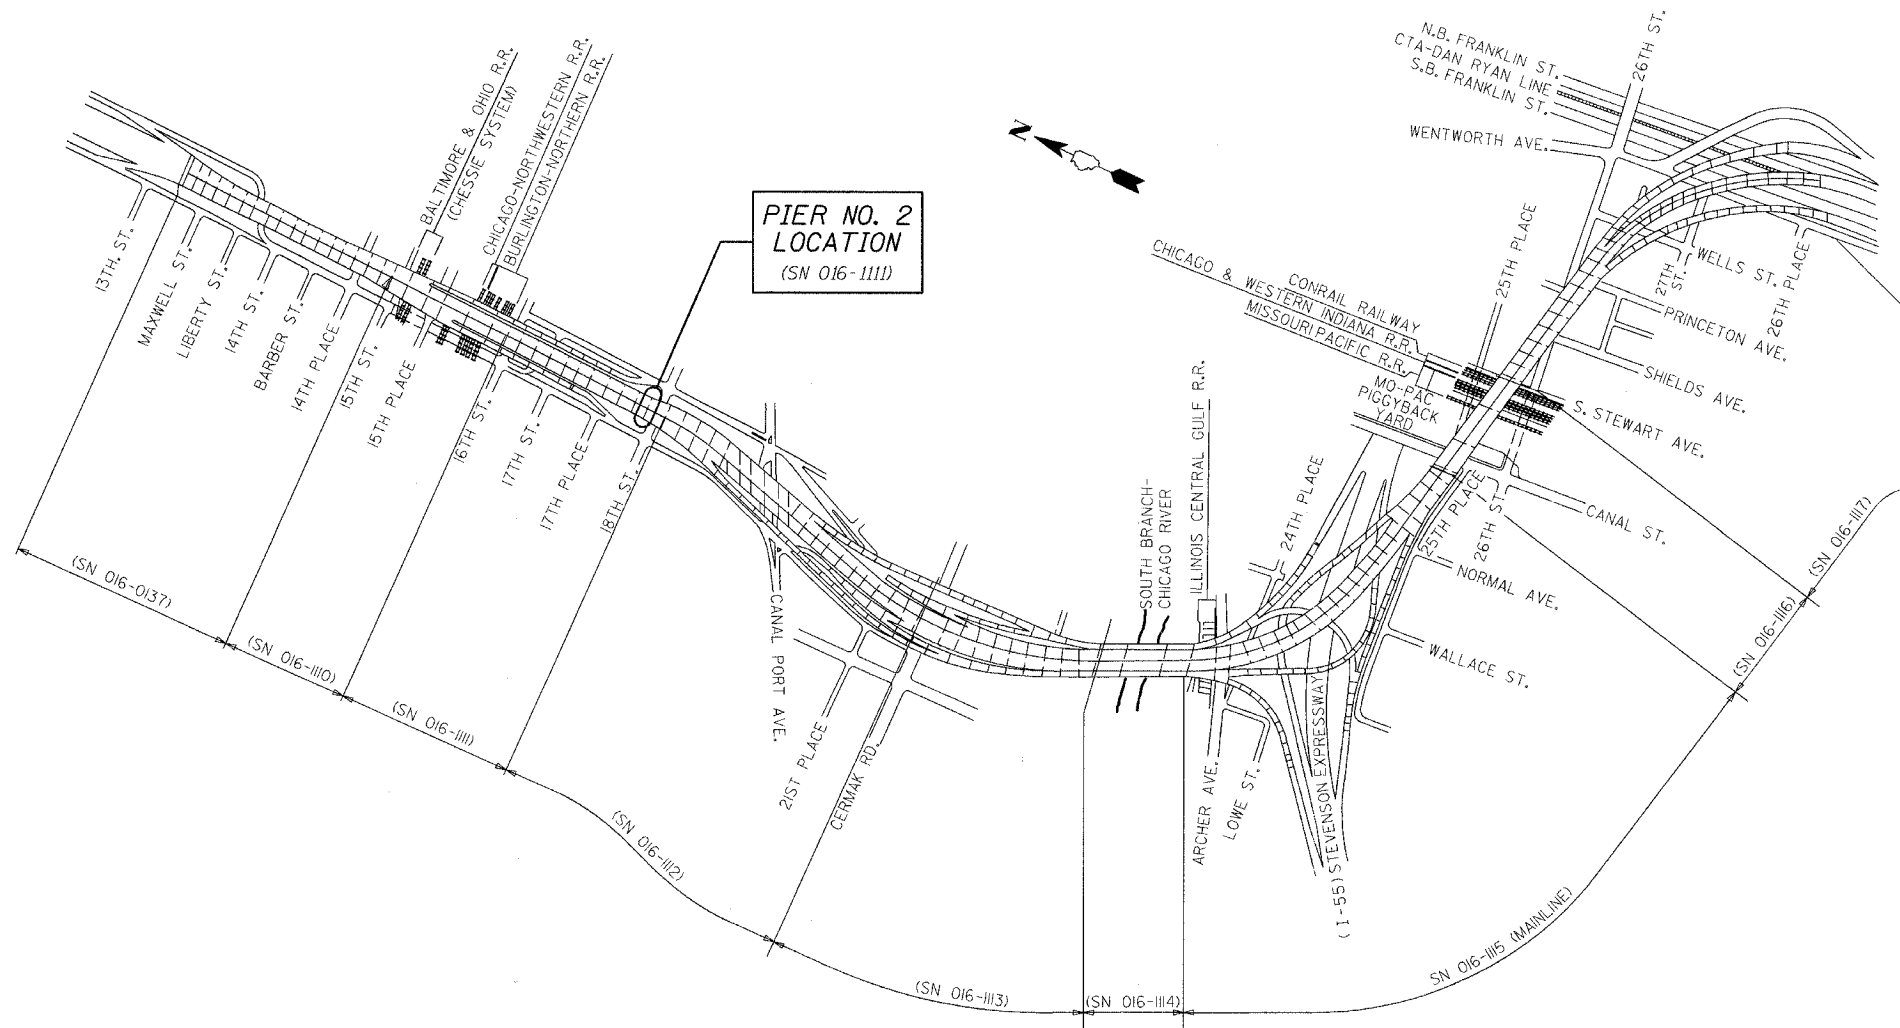 N.B. FRANKLIN ST.
CTA-DAN RYAN LINE
S.B. FRANKLIN ST.
26TH ST.
WENTWORTH AVE.
BALTIMORE & OHIO R.R.
(CHESSIE SYSTEM)
CHICAGO-NORTHWESTERN R.R.
BURLINGTON-NORTHERN R.R.
N
PIER NO. 2
LOCATION
(SN 016-1111)
13TH. ST.
MAXWELL ST.
LIBERTY ST.
14TH ST.
BARBER ST.
14TH PLACE
15TH ST.
15TH PLACE
16TH ST.
17TH ST.
17TH PLACE
18TH ST.
25TH PLACE
CHICAGO & WESTERN INDIANA R.R.
CONRAIL RAILWAY
MISSOURI PACIFIC R.R.
MO-PAC
PIGGYBACK
YARD
WELLS ST.
27TH
ST.
26TH PLACE
PRINCETON AVE.
SHIELDS AVE.
S. STEWART AVE.
CANAL ST.
25TH PLACE
26TH ST.
NORMAL AVE.
WALLACE ST.
24TH PLACE
ILLINOIS CENTRAL GULF R.R.
SOUTH BRANCH-
CHICAGO RIVER
CANAL PORT AVE.
21ST PLACE
CERMAK RD.
ARCHER AVE.
LOWE ST.
(I-55) STEVENSON EXPRESSWAY
(SN 016-0137)
(SN 016-1110)
(SN 016-1111)
(SN 016-1112)
(SN 016-1113)
(SN 016-1114)
SN 016-1115 (MAINLINE)
(SN 016-1116)
(SN 016-1117)